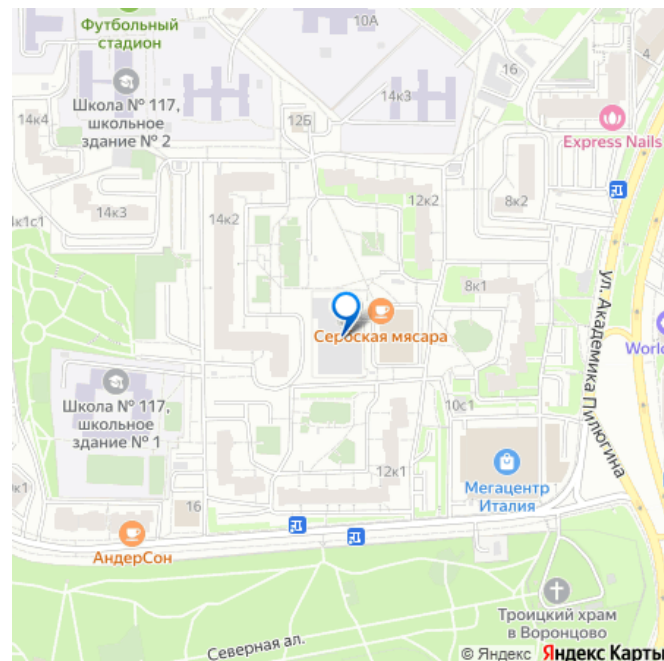 Футбольный
стадион
10А
4
16
Школа № 117,
школьное
здание № 2
14к3
14к4
12Б
Express Nails
14к3
14к2
12к2
8к2
8к1
ул. Академика Пилюгина
Сербская мясара
World
Школа № 117,
школьное
здание № 1
10с1
12к1
Мегацентр
Италия
16
АндерСон
Троицкий храм
в Воронцово
Северная ал.
© Яндекс Яндекс Карты